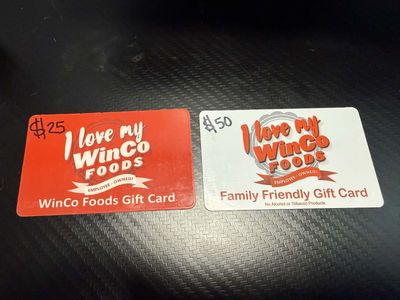 $25
I love my
WinCo
FOODS
EMPLOYEE-OWNED!
WinCo Foods Gift Card
$50
I love my
WinCo
FOODS
EMPLOYEE-OWNED!
Family Friendly Gift Card
No Alcohol or Tobacco Products